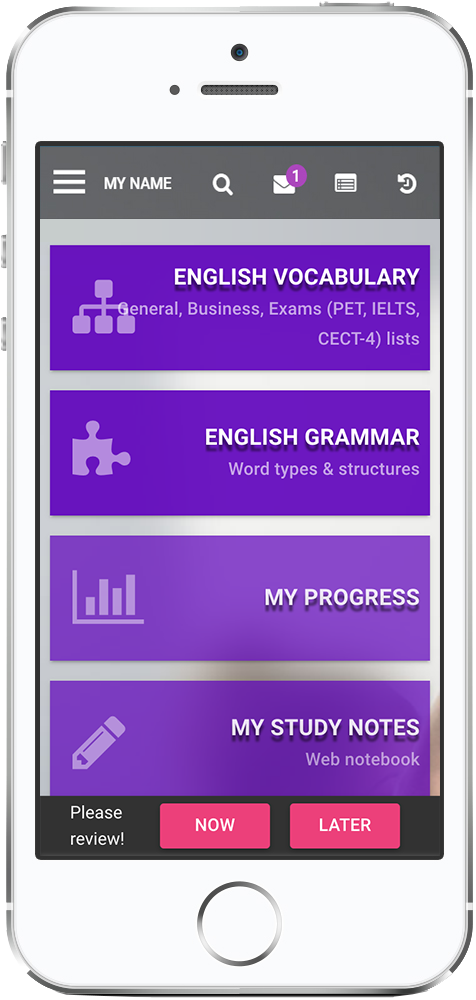 MY NAME
1
ENGLISH VOCABULARY
General, Business, Exams (PET, IELTS,
CECT-4) lists
ENGLISH GRAMMAR
Word types & structures
MY PROGRESS
MY STUDY NOTES
Web notebook
Please
review!
NOW
LATER